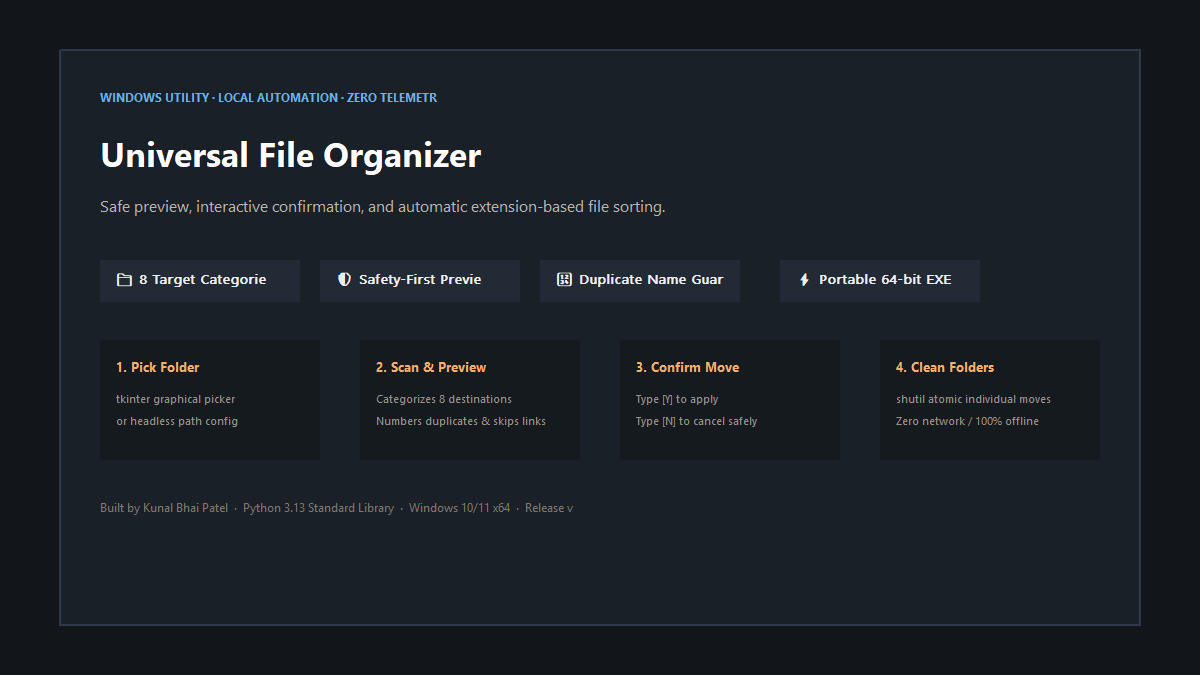 WINDOWS UTILITY · LOCAL AUTOMATION · ZERO TELEMETR
Universal File Organizer
Safe preview, interactive confirmation, and automatic extension-based file sorting.
8 Target Categorie
Safety-First Previe
Duplicate Name Guar
Portable 64-bit EXE
1. Pick Folder
tkinter graphical picker
or headless path config
2. Scan & Preview
Categorizes 8 destinations
Numbers duplicates & skips links
3. Confirm Move
Type [Y] to apply
Type [N] to cancel safely
4. Clean Folders
shutil atomic individual moves
Zero network / 100% offline
Built by Kunal Bhai Patel · Python 3.13 Standard Library · Windows 10/11 x64 · Release v